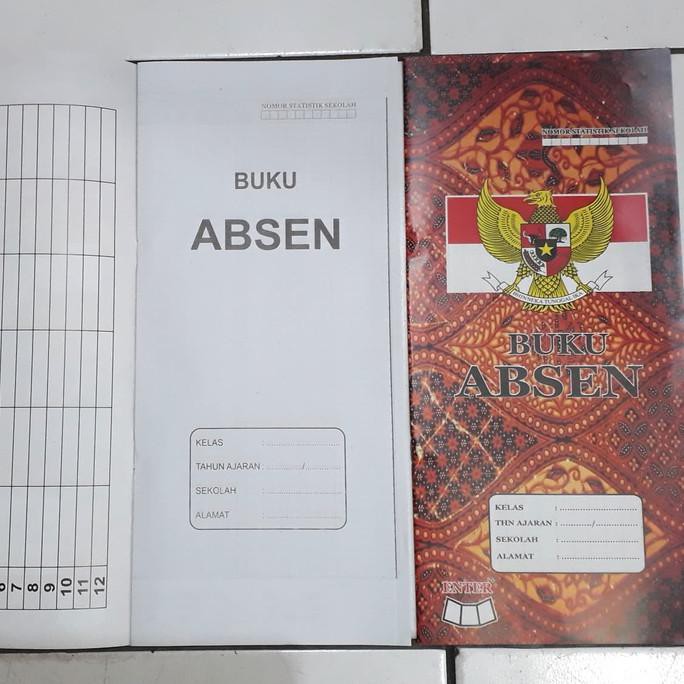 6
7
8
9
10
11
12
NOMOR STATISTIK SEKOLAH
BUKU
ABSEN
KELAS : ..............................
TAHUN AJARAN : .............../..............
SEKOLAH : ..............................
ALAMAT : ..............................
NOMOR STATISTIK SEKOLAH
BHINNEKA TUNGGAL IKA
BUKU
ABSEN
KELAS : ..............................
THN AJARAN : ............/.................
SEKOLAH : ..............................
ALAMAT : ..............................
ENTER